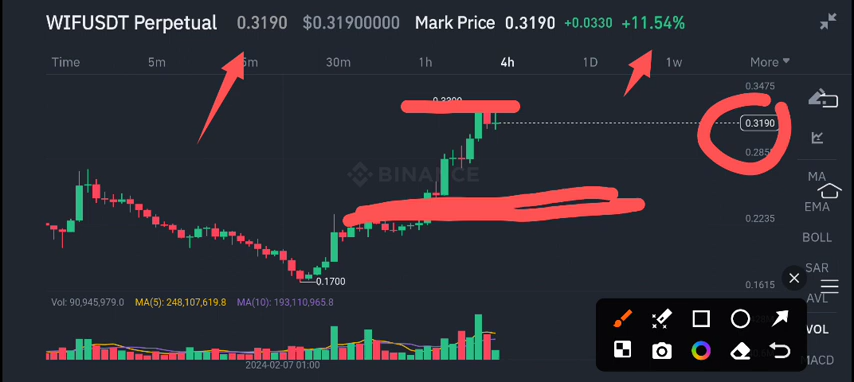 WIFUSDT Perpetual 0.3190 $0.31900000 Mark Price 0.3190 +0.0330 +11.54%
Time 5m 30m 1h 4h 1D 1w More
0.3475
0.3190
BINANCE
MA
EMA
0.2235
BOLL
SAR
0.1700
0.1615
Vol: 90,945,979.0 MA(5): 248,107,619.8 MA(10): 193,110,965.8
VOL
2024-02-07 01:00
MACD